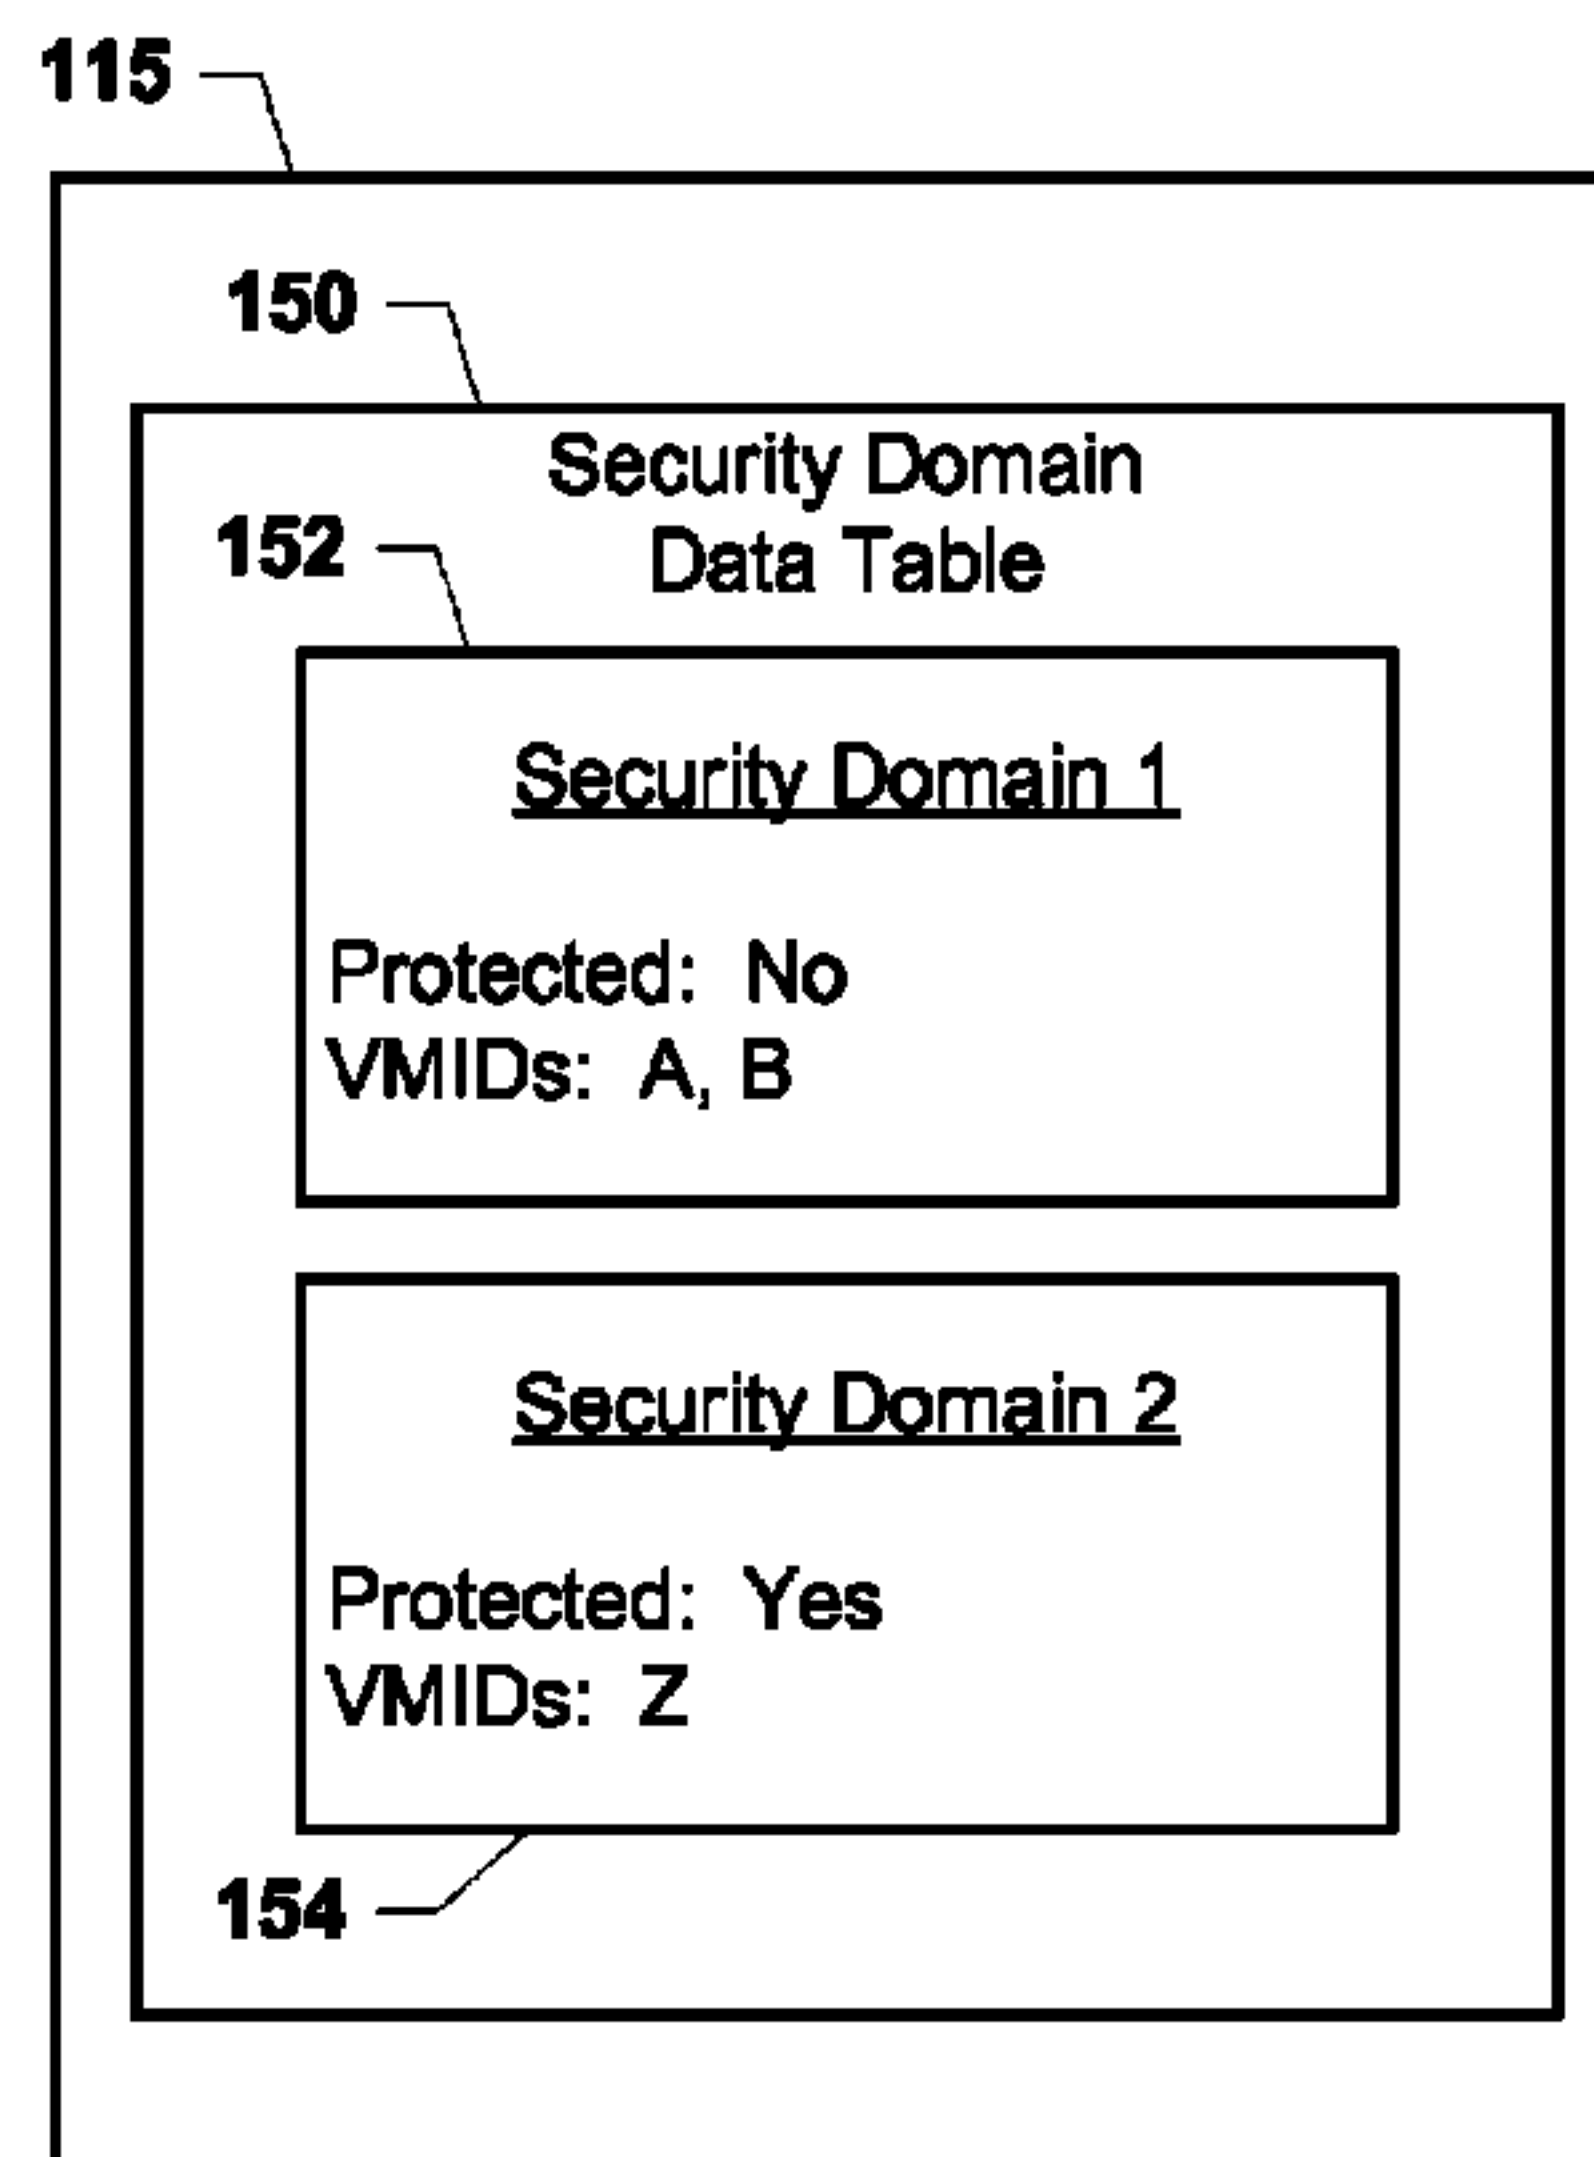 115
150
Security Domain
Data Table
152
Security Domain 1
Protected: No
VMIDs: A, B
Security Domain 2
Protected: Yes
VMIDs: Z
154